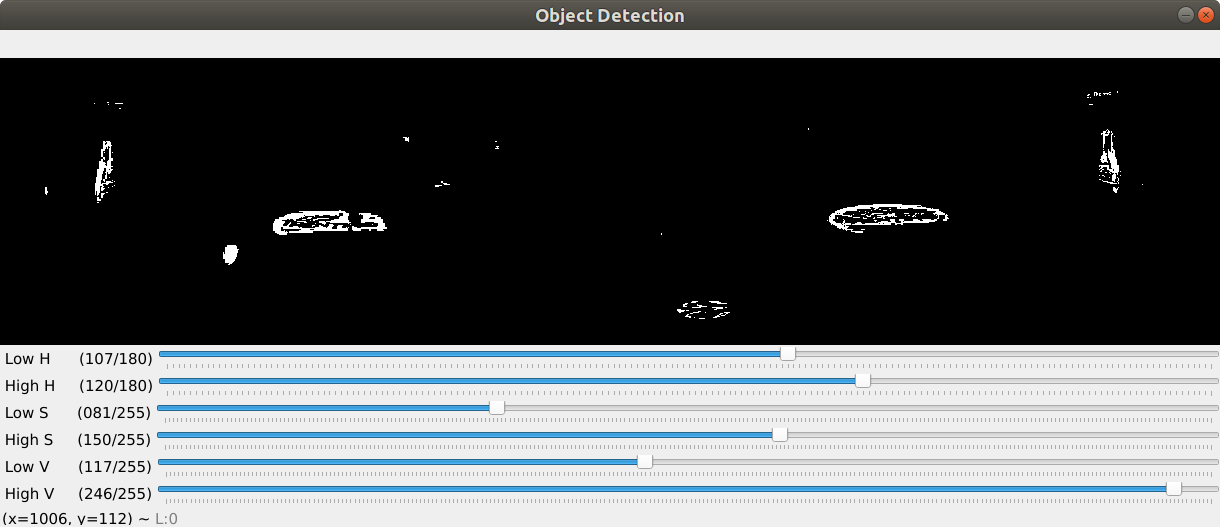 Object Detection
Low H (107/180)
High H (120/180)
Low S (081/255)
High S (150/255)
Low V (117/255)
High V (246/255)
(x=1006, y=112) ~ L:0